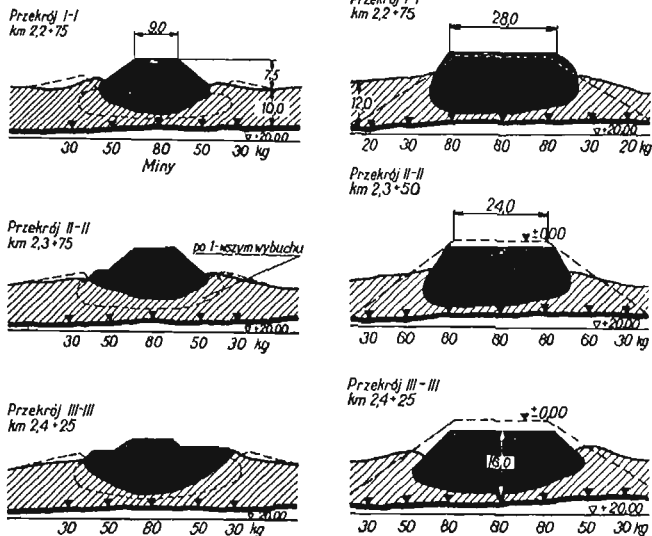 Przekrój I-I
km 2,2+75
9,0
7,5
10,0
+20,00
30 50 80 50 30 kg
Miny
Przekrój II-II
km 2,3+75
po 1-wszym wybuchu
+20,00
30 50 80 50 30 kg
Przekrój III-III
km 2,4+25
+20,00
30 50 80 50 30 kg
km 2,2+75
28,0
12,0
+20,00
20 30 80 80 80 30 20 kg
Przekrój II-II
km 2,3+50
24,0
±0,00
+20,00
30 60 80 80 80 60 30 kg
Przekrój III-III
km 2,4+25
±0,00
16,0
+20,00
30 50 80 80 80 50 30 kg